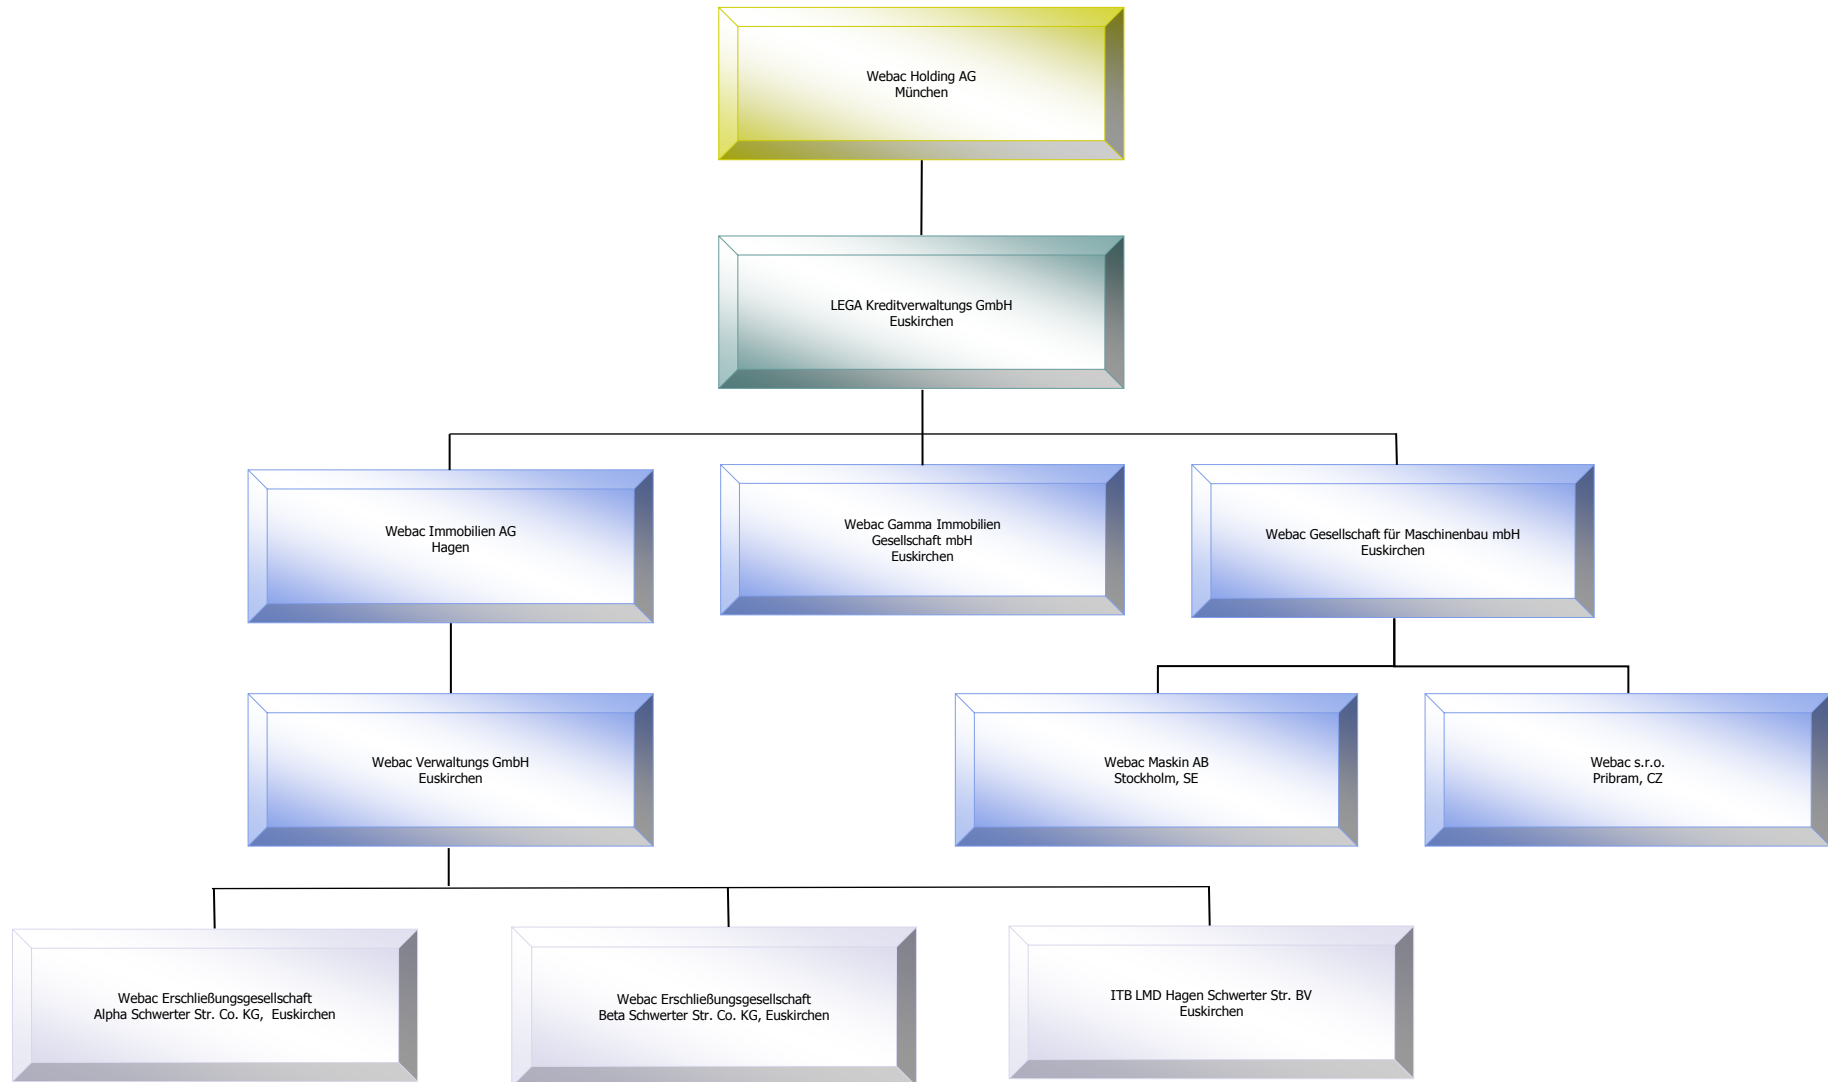 Webac Holding AG
München
LEGA Kreditverwaltungs GmbH
Euskirchen
Webac Immobilien AG
Hagen
Webac Gamma Immobilien
Gesellschaft mbH
Euskirchen
Webac Gesellschaft für Maschinenbau mbH
Euskirchen
Webac Verwaltungs GmbH
Euskirchen
Webac Maskin AB
Stockholm, SE
Webac s.r.o.
Pribram, CZ
Webac Erschließungsgesellschaft
Alpha Schwerter Str. Co. KG, Euskirchen
Webac Erschließungsgesellschaft
Beta Schwerter Str. Co. KG, Euskirchen
ITB LMD Hagen Schwerter Str. BV
Euskirchen